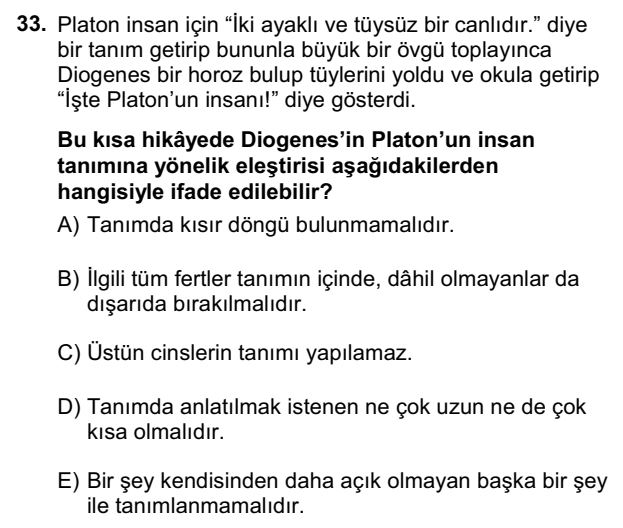 33. Platon insan için “İki ayaklı ve tüysüz bir canlıdır.” diye
bir tanım getirip bununla büyük bir övgü toplayınca
Diogenes bir horoz bulup tüylerini yoldu ve okula getirip
“İşte Platon’un insanı!” diye gösterdi.
Bu kısa hikâyede Diogenes’in Platon’un insan
tanımına yönelik eleştirisi aşağıdakilerden
hangisiyle ifade edilebilir?
A) Tanımda kısır döngü bulunmamalıdır.
B) İlgili tüm fertler tanımın içinde, dâhil olmayanlar da
dışarıda bırakılmalıdır.
C) Üstün cinslerin tanımı yapılamaz.
D) Tanımda anlatılmak istenen ne çok uzun ne de çok
kısa olmalıdır.
E) Bir şey kendisinden daha açık olmayan başka bir şey
ile tanımlanmamalıdır.